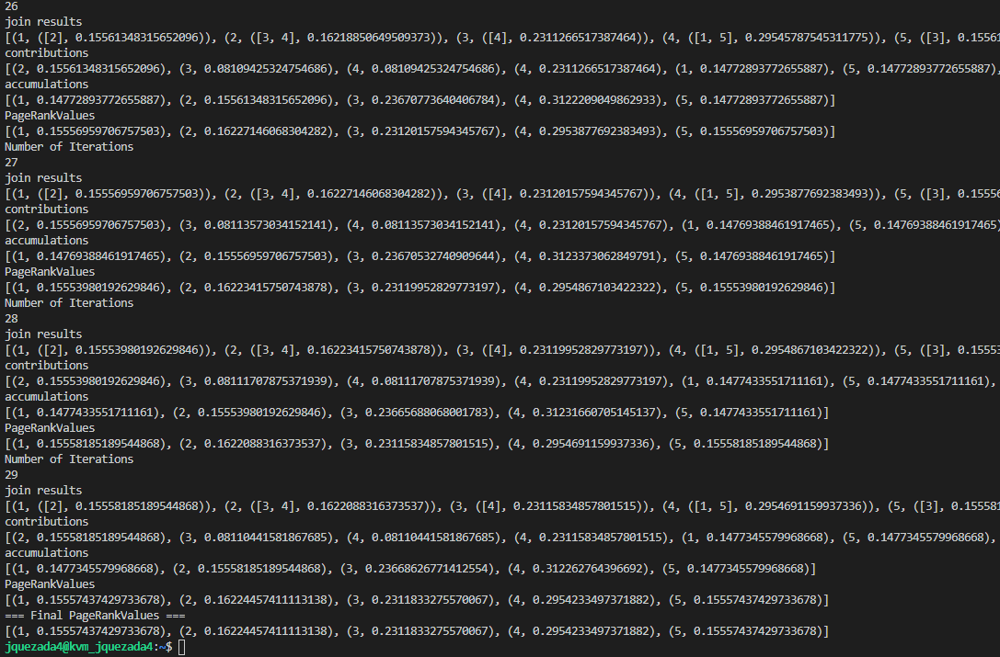 26
join results
[(1, ([2], 0.15561348315652096)), (2, ([3, 4], 0.16218850649509373)), (3, ([4], 0.2311266517387464)), (4, ([1, 5], 0.29545787545311775)), (5, ([3], 0.1556
contributions
[(2, 0.15561348315652096), (3, 0.08109425324754686), (4, 0.08109425324754686), (4, 0.2311266517387464), (1, 0.14772893772655887), (5, 0.14772893772655887),
accumulations
[(1, 0.14772893772655887), (2, 0.15561348315652096), (3, 0.23670773640406784), (4, 0.3122209049862933), (5, 0.14772893772655887)]
PageRankValues
[(1, 0.15556959706757503), (2, 0.16227146068304282), (3, 0.23120157594345767), (4, 0.2953877692383493), (5, 0.15556959706757503)]
Number of Iterations
27
join results
[(1, ([2], 0.15556959706757503)), (2, ([3, 4], 0.16227146068304282)), (3, ([4], 0.23120157594345767)), (4, ([1, 5], 0.2953877692383493)), (5, ([3], 0.1555
contributions
[(2, 0.15556959706757503), (3, 0.08113573034152141), (4, 0.08113573034152141), (4, 0.23120157594345767), (1, 0.14769388461917465), (5, 0.14769388461917465)
accumulations
[(1, 0.14769388461917465), (2, 0.15556959706757503), (3, 0.23670532740909644), (4, 0.3123373062849791), (5, 0.14769388461917465)]
PageRankValues
[(1, 0.15553980192629846), (2, 0.16223415750743878), (3, 0.23119952829773197), (4, 0.2954867103422322), (5, 0.15553980192629846)]
Number of Iterations
28
join results
[(1, ([2], 0.15553980192629846)), (2, ([3, 4], 0.16223415750743878)), (3, ([4], 0.23119952829773197)), (4, ([1, 5], 0.2954867103422322)), (5, ([3], 0.1555
contributions
[(2, 0.15553980192629846), (3, 0.08111707875371939), (4, 0.08111707875371939), (4, 0.23119952829773197), (1, 0.1477433551711161), (5, 0.1477433551711161),
accumulations
[(1, 0.1477433551711161), (2, 0.15553980192629846), (3, 0.23665688068001783), (4, 0.31231660705145137), (5, 0.1477433551711161)]
PageRankValues
[(1, 0.15558185189544868), (2, 0.1622088316373537), (3, 0.23115834857801515), (4, 0.2954691159937336), (5, 0.15558185189544868)]
Number of Iterations
29
join results
[(1, ([2], 0.15558185189544868)), (2, ([3, 4], 0.1622088316373537)), (3, ([4], 0.23115834857801515)), (4, ([1, 5], 0.2954691159937336)), (5, ([3], 0.15558
contributions
[(2, 0.15558185189544868), (3, 0.08110441581867685), (4, 0.08110441581867685), (4, 0.23115834857801515), (1, 0.1477345579968668), (5, 0.1477345579968668),
accumulations
[(1, 0.1477345579968668), (2, 0.15558185189544868), (3, 0.23668626771412554), (4, 0.312262764396692), (5, 0.1477345579968668)]
PageRankValues
[(1, 0.15557437429733678), (2, 0.16224457411113138), (3, 0.2311833275570067), (4, 0.2954233497371882), (5, 0.15557437429733678)]
=== Final PageRankValues ===
[(1, 0.15557437429733678), (2, 0.16224457411113138), (3, 0.2311833275570067), (4, 0.2954233497371882), (5, 0.15557437429733678)]
jquezada4@kvm_jquezada4:~$